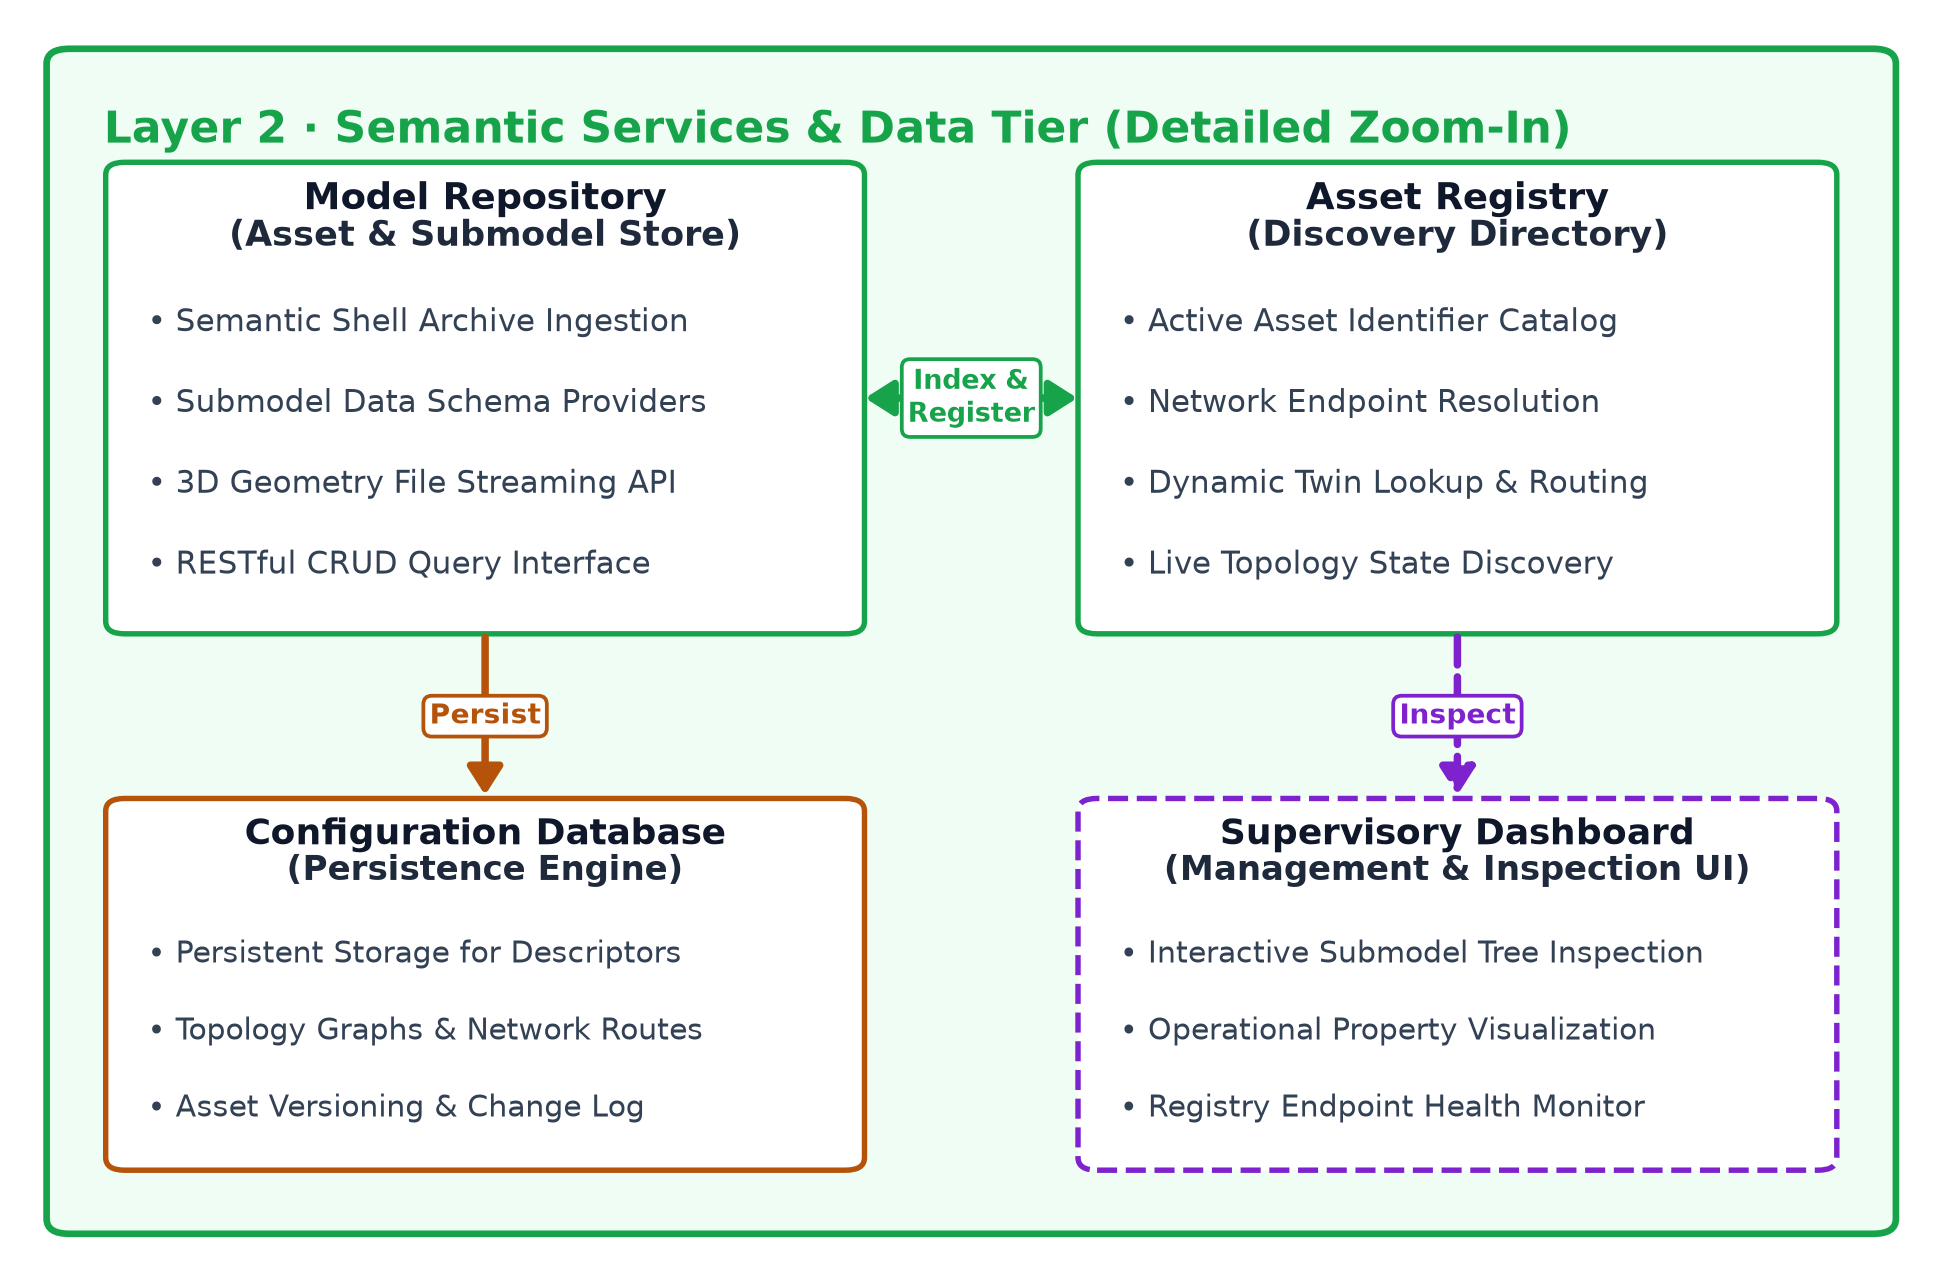 Layer 2 · Semantic Services & Data Tier (Detailed Zoom-In)
Model Repository
(Asset & Submodel Store)
• Semantic Shell Archive Ingestion
• Submodel Data Schema Providers
• 3D Geometry File Streaming API
• RESTful CRUD Query Interface
Index &
Register
Asset Registry
(Discovery Directory)
• Active Asset Identifier Catalog
• Network Endpoint Resolution
• Dynamic Twin Lookup & Routing
• Live Topology State Discovery
Persist
Inspect
Configuration Database
(Persistence Engine)
• Persistent Storage for Descriptors
• Topology Graphs & Network Routes
• Asset Versioning & Change Log
Supervisory Dashboard
(Management & Inspection UI)
• Interactive Submodel Tree Inspection
• Operational Property Visualization
• Registry Endpoint Health Monitor